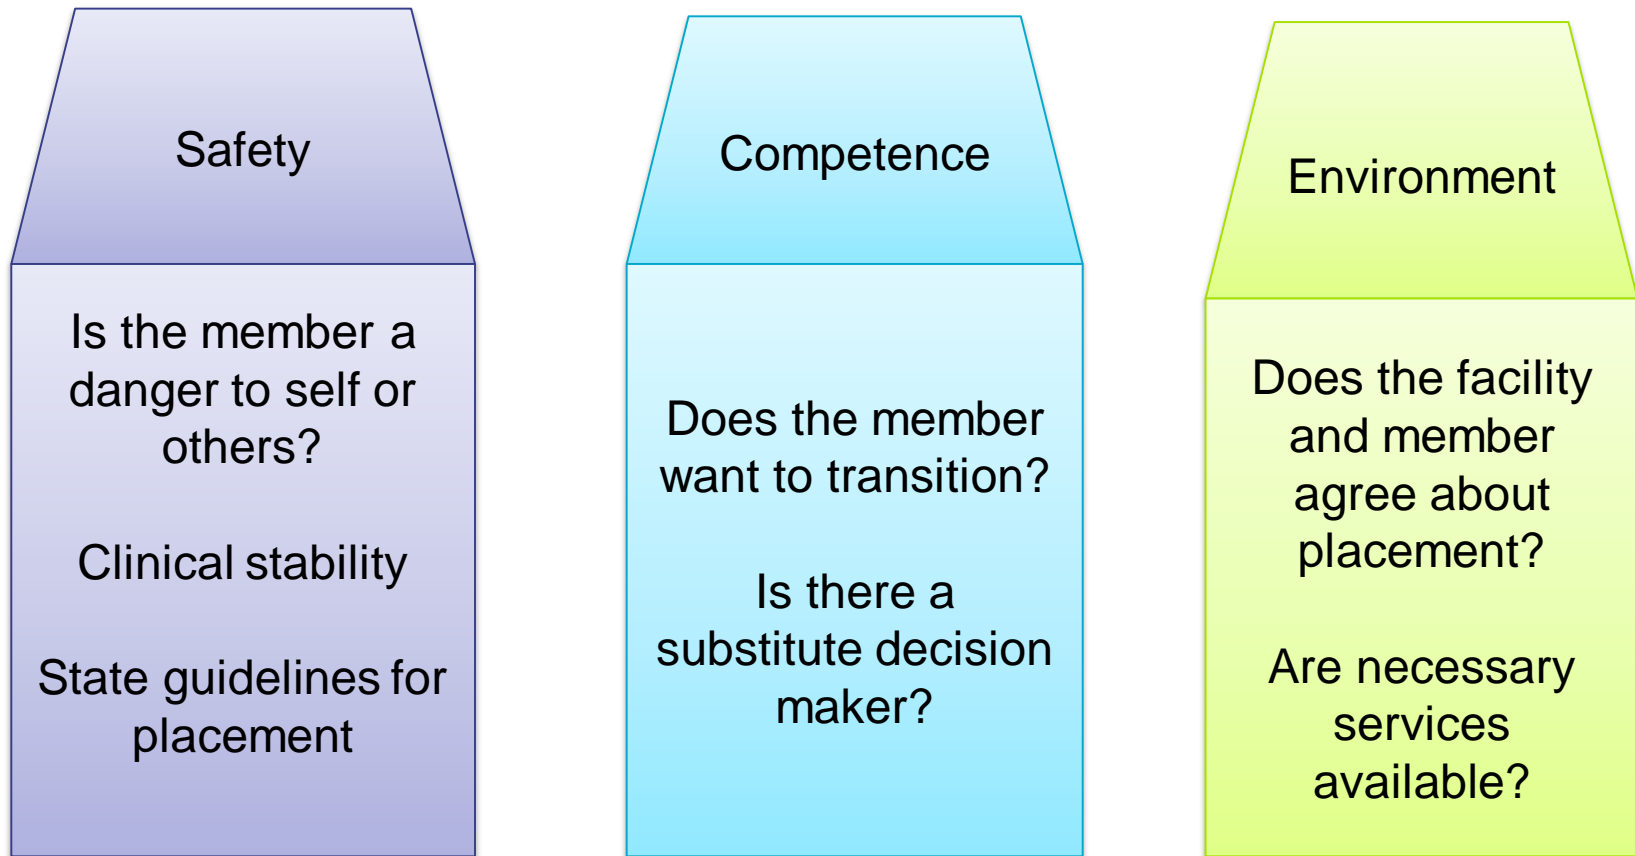 Safety
Is the member a
danger to self or
others?
Clinical stability
State guidelines for
placement
Competence
Does the member
want to transition?
Is there a
substitute decision
maker?
Environment
Does the facility
and member
agree about
placement?
Are necessary
services
available?